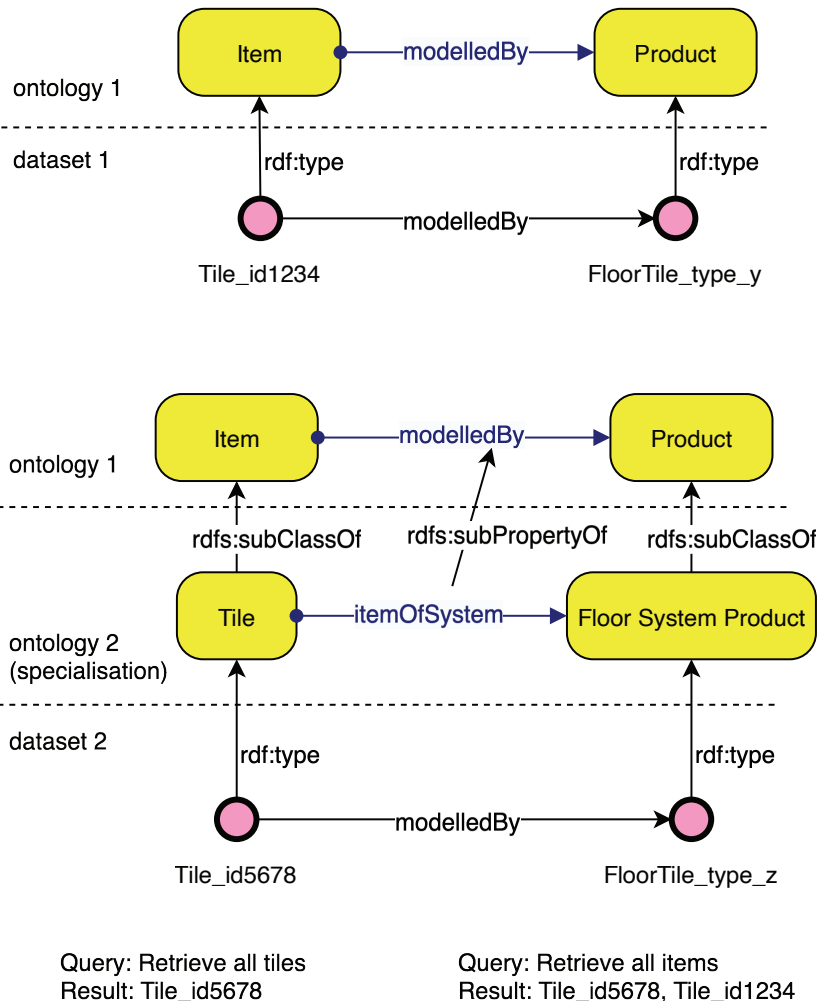 Item
modelledBy
Product
ontology 1
dataset 1
rdf:type
rdf:type
modelledBy
Tile_id1234
FloorTile_type_y
Item
modelledBy
Product
ontology 1
rdfs:subClassOf
rdfs:subPropertyOf
rdfs:subClassOf
Tile
itemOfSystem
Floor System Product
ontology 2
(specialisation)
dataset 2
rdf:type
rdf:type
modelledBy
Tile_id5678
FloorTile_type_z
Query: Retrieve all tiles
Result: Tile_id5678
Query: Retrieve all items
Result: Tile_id5678, Tile_id1234